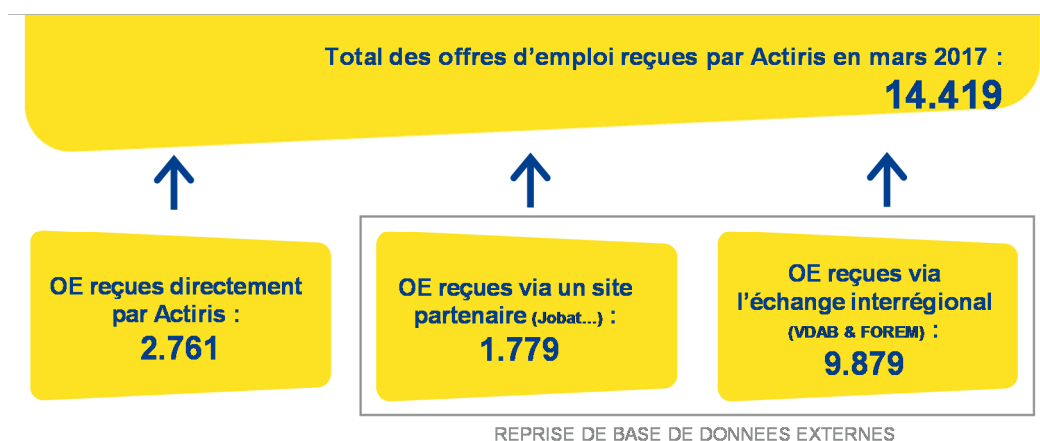 Total des offres d'emploi reçues par Actiris en mars 2017 :
14.419
OE reçues directement
par Actiris :
2.761
OE reçues via un site
partenaire (Jobat...) :
1.779
OE reçues via
l'échange interrégional
(VDAB & FOREM) :
9.879
REPRISE DE BASE DE DONNEES EXTERNES